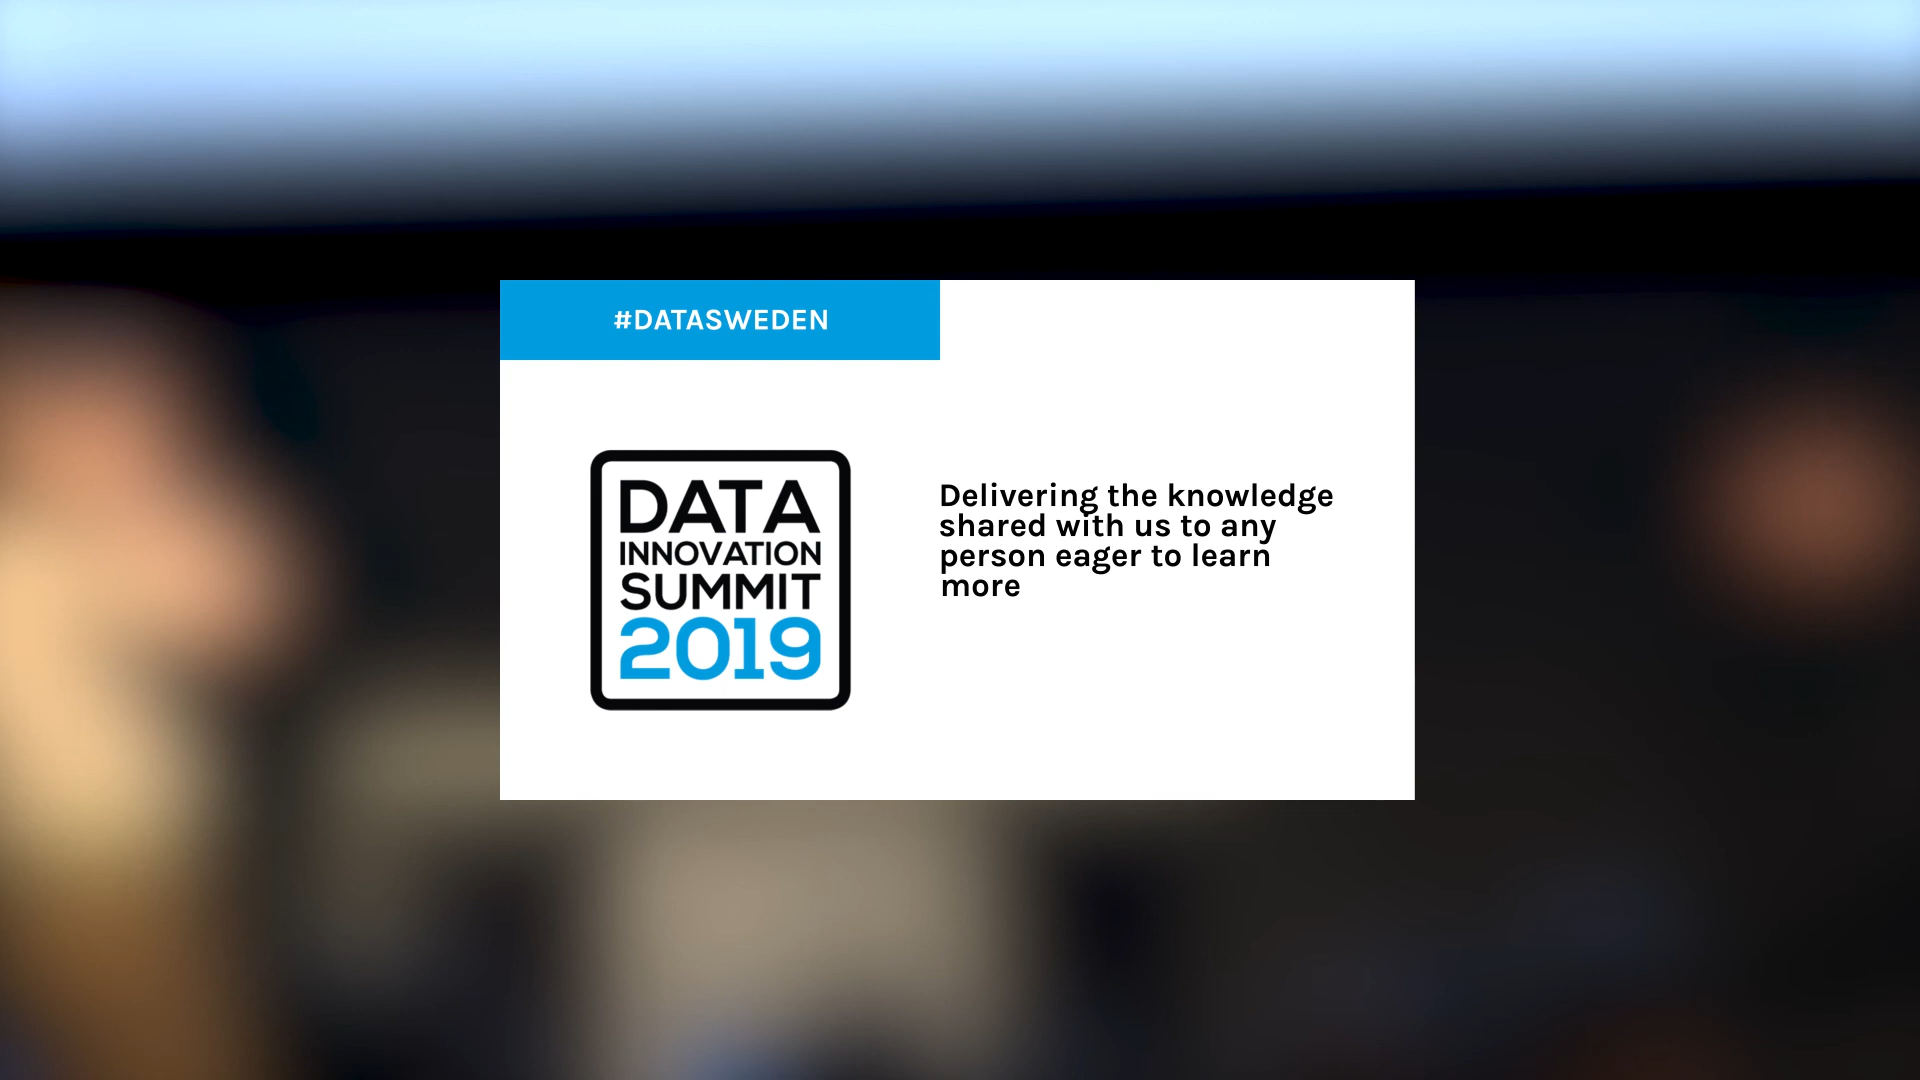 #DATASWEDEN
DATA
INNOVATION
SUMMIT
2019
Delivering the knowledge
shared with us to any
person eager to learn
more